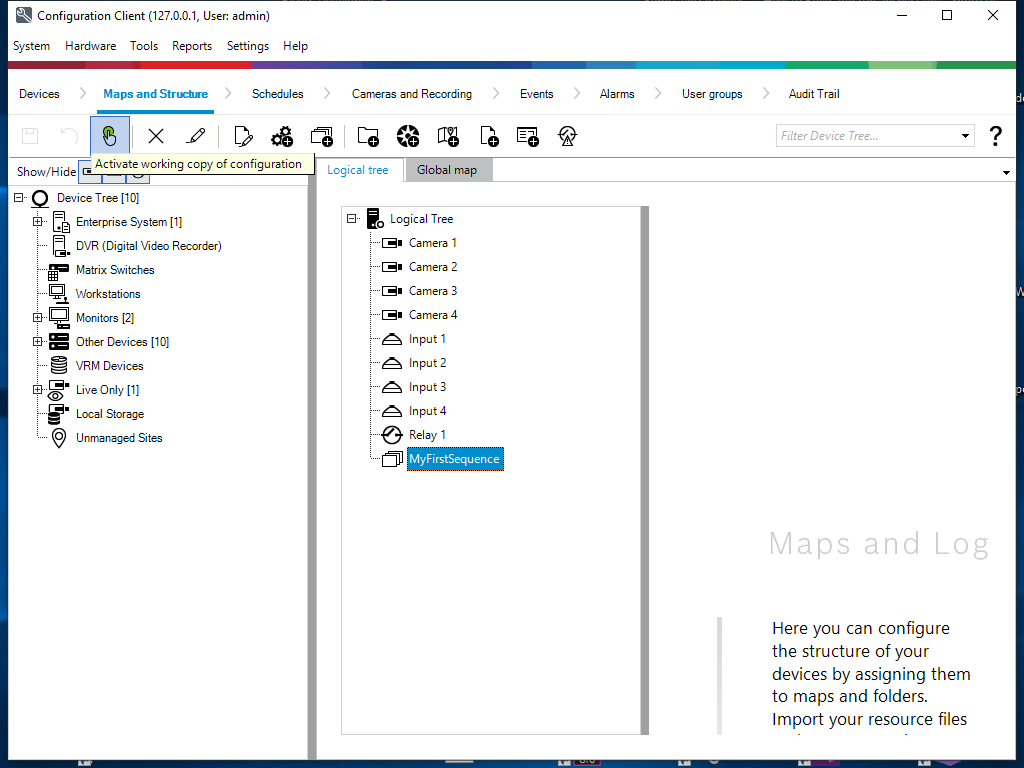 Configuration Client (127.0.0.1, User: admin)
System Hardware Tools Reports Settings Help
Devices Maps and Structure Schedules Cameras and Recording Events Alarms User groups Audit Trail
Filter Device Tree... ?
Activate working copy of configuration
Show/Hide
Logical tree Global map
Device Tree [10]
Enterprise System [1]
DVR (Digital Video Recorder)
Matrix Switches
Workstations
Monitors [2]
Other Devices [10]
VRM Devices
Live Only [1]
Local Storage
Unmanaged Sites
Logical Tree
Camera 1
Camera 2
Camera 3
Camera 4
Input 1
Input 2
Input 3
Input 4
Relay 1
MyFirstSequence
Maps and Log
Here you can configure
the structure of your
devices by assigning them
to maps and folders.
Import your resource files